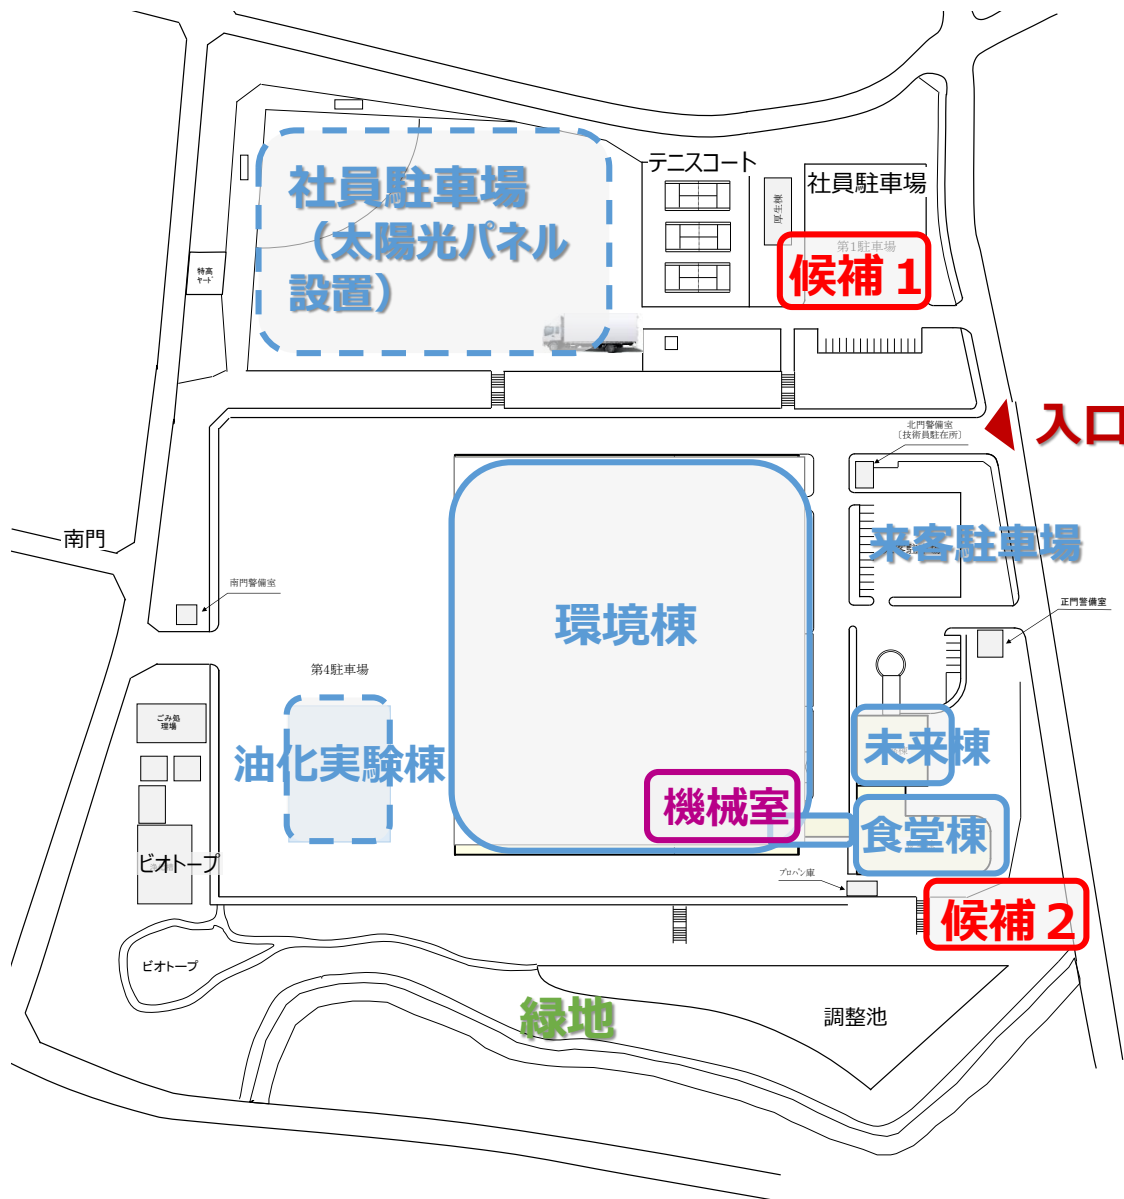 テニスコート
社員駐車場
（太陽光パネル
設置）
厚生棟
社員駐車場
第1駐車場
候補１
特高
ヤード
入口
北門警備室
［技術員駐在所］
南門
来客駐車場
南門警備室
環境棟
正門警備室
第4駐車場
ごみ処
理場
油化実験棟
未来棟
機械室
食堂棟
ビオトープ
プロパン庫
候補２
ビオトープ
緑地
調整池